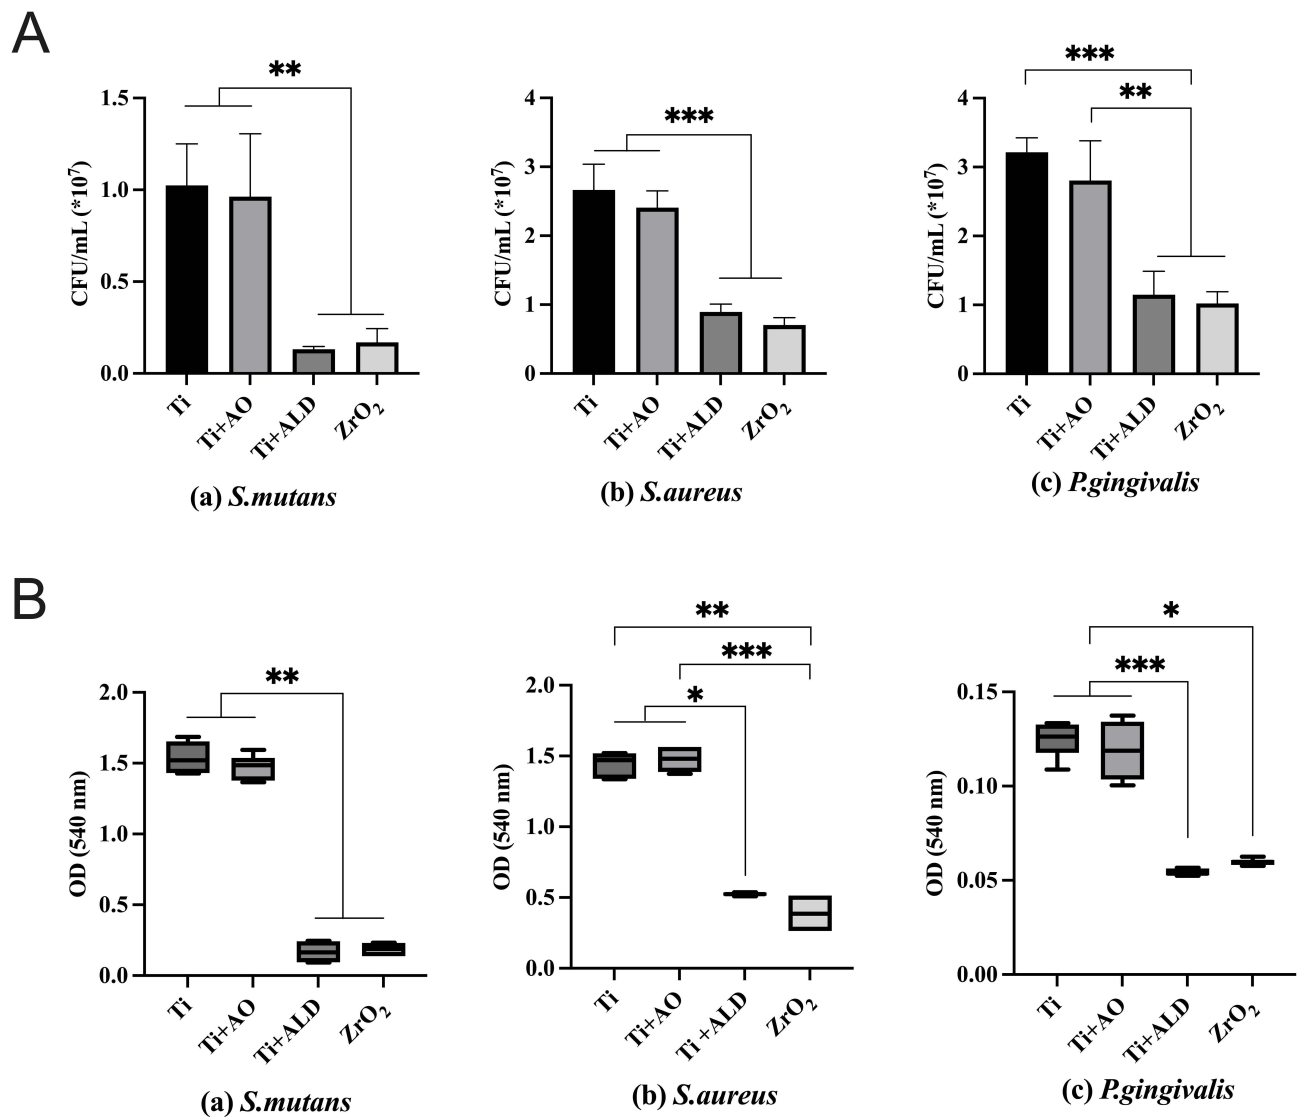 A
**
1.5
1.0
0.5
0.0
CFU/mL (*10⁷)
Ti
Ti+AO
Ti+ALD
ZrO₂
(a) S.mutans
***
4
3
2
1
0
CFU/mL (*10⁷)
Ti
Ti+AO
Ti+ALD
ZrO₂
(b) S.aureus
***
**
4
3
2
1
0
CFU/mL (*10⁷)
Ti
Ti+AO
Ti+ALD
ZrO₂
(c) P.gingivalis
B
**
2.0
1.5
1.0
0.5
0.0
OD (540 nm)
Ti
Ti+AO
Ti+ALD
ZrO₂
(a) S.mutans
**
***
*
2.0
1.5
1.0
0.5
0.0
OD (540 nm)
Ti
Ti+AO
Ti +ALD
ZrO₂
(b) S.aureus
*
***
0.15
0.10
0.05
0.00
OD (540 nm)
Ti
Ti+AO
Ti+ALD
ZrO₂
(c) P.gingivalis